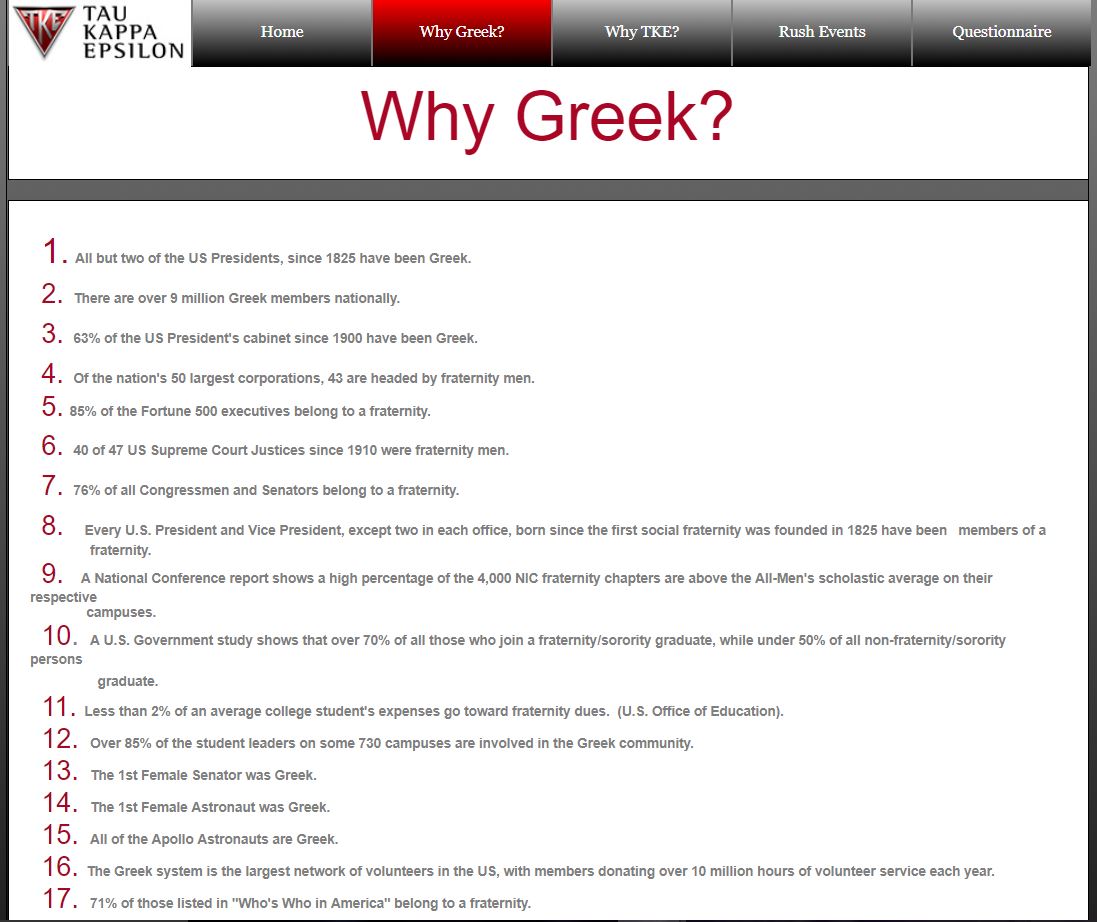 TKE
TAU
KAPPA
EPSILON
Home
Why Greek?
Why TKE?
Rush Events
Questionnaire
Why Greek?
1. All but two of the US Presidents, since 1825 have been Greek.
2. There are over 9 million Greek members nationally.
3. 63% of the US President's cabinet since 1900 have been Greek.
4. Of the nation's 50 largest corporations, 43 are headed by fraternity men.
5. 85% of the Fortune 500 executives belong to a fraternity.
6. 40 of 47 US Supreme Court Justices since 1910 were fraternity men.
7. 76% of all Congressmen and Senators belong to a fraternity.
8. Every U.S. President and Vice President, except two in each office, born since the first social fraternity was founded in 1825 have been members of a
fraternity.
9. A National Conference report shows a high percentage of the 4,000 NIC fraternity chapters are above the All-Men's scholastic average on their
respective
campuses.
10. A U.S. Government study shows that over 70% of all those who join a fraternity/sorority graduate, while under 50% of all non-fraternity/sorority
persons
graduate.
11. Less than 2% of an average college student's expenses go toward fraternity dues. (U.S. Office of Education).
12. Over 85% of the student leaders on some 730 campuses are involved in the Greek community.
13. The 1st Female Senator was Greek.
14. The 1st Female Astronaut was Greek.
15. All of the Apollo Astronauts are Greek.
16. The Greek system is the largest network of volunteers in the US, with members donating over 10 million hours of volunteer service each year.
17. 71% of those listed in "Who's Who in America" belong to a fraternity.